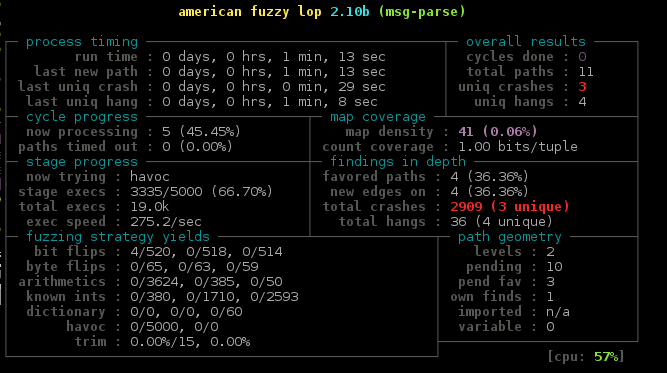 american fuzzy lop 2.10b (msg-parse)
process timing
run time : 0 days, 0 hrs, 1 min, 13 sec
last new path : 0 days, 0 hrs, 1 min, 13 sec
last uniq crash : 0 days, 0 hrs, 0 min, 29 sec
last uniq hang : 0 days, 0 hrs, 1 min, 8 sec
overall results
cycles done : 0
total paths : 11
uniq crashes : 3
uniq hangs : 4
cycle progress
now processing : 5 (45.45%)
paths timed out : 0 (0.00%)
map coverage
map density : 41 (0.06%)
count coverage : 1.00 bits/tuple
stage progress
now trying : havoc
stage execs : 3335/5000 (66.70%)
total execs : 19.0k
exec speed : 275.2/sec
findings in depth
favored paths : 4 (36.36%)
new edges on : 4 (36.36%)
total crashes : 2909 (3 unique)
total hangs : 36 (4 unique)
fuzzing strategy yields
bit flips : 4/520, 0/518, 0/514
byte flips : 0/65, 0/63, 0/59
arithmetics : 0/3624, 0/385, 0/50
known ints : 0/380, 0/1710, 0/2593
dictionary : 0/0, 0/0, 0/60
havoc : 0/5000, 0/0
trim : 0.00%/15, 0.00%
path geometry
levels : 2
pending : 10
pend fav : 3
own finds : 1
imported : n/a
variable : 0
[cpu: 57%]